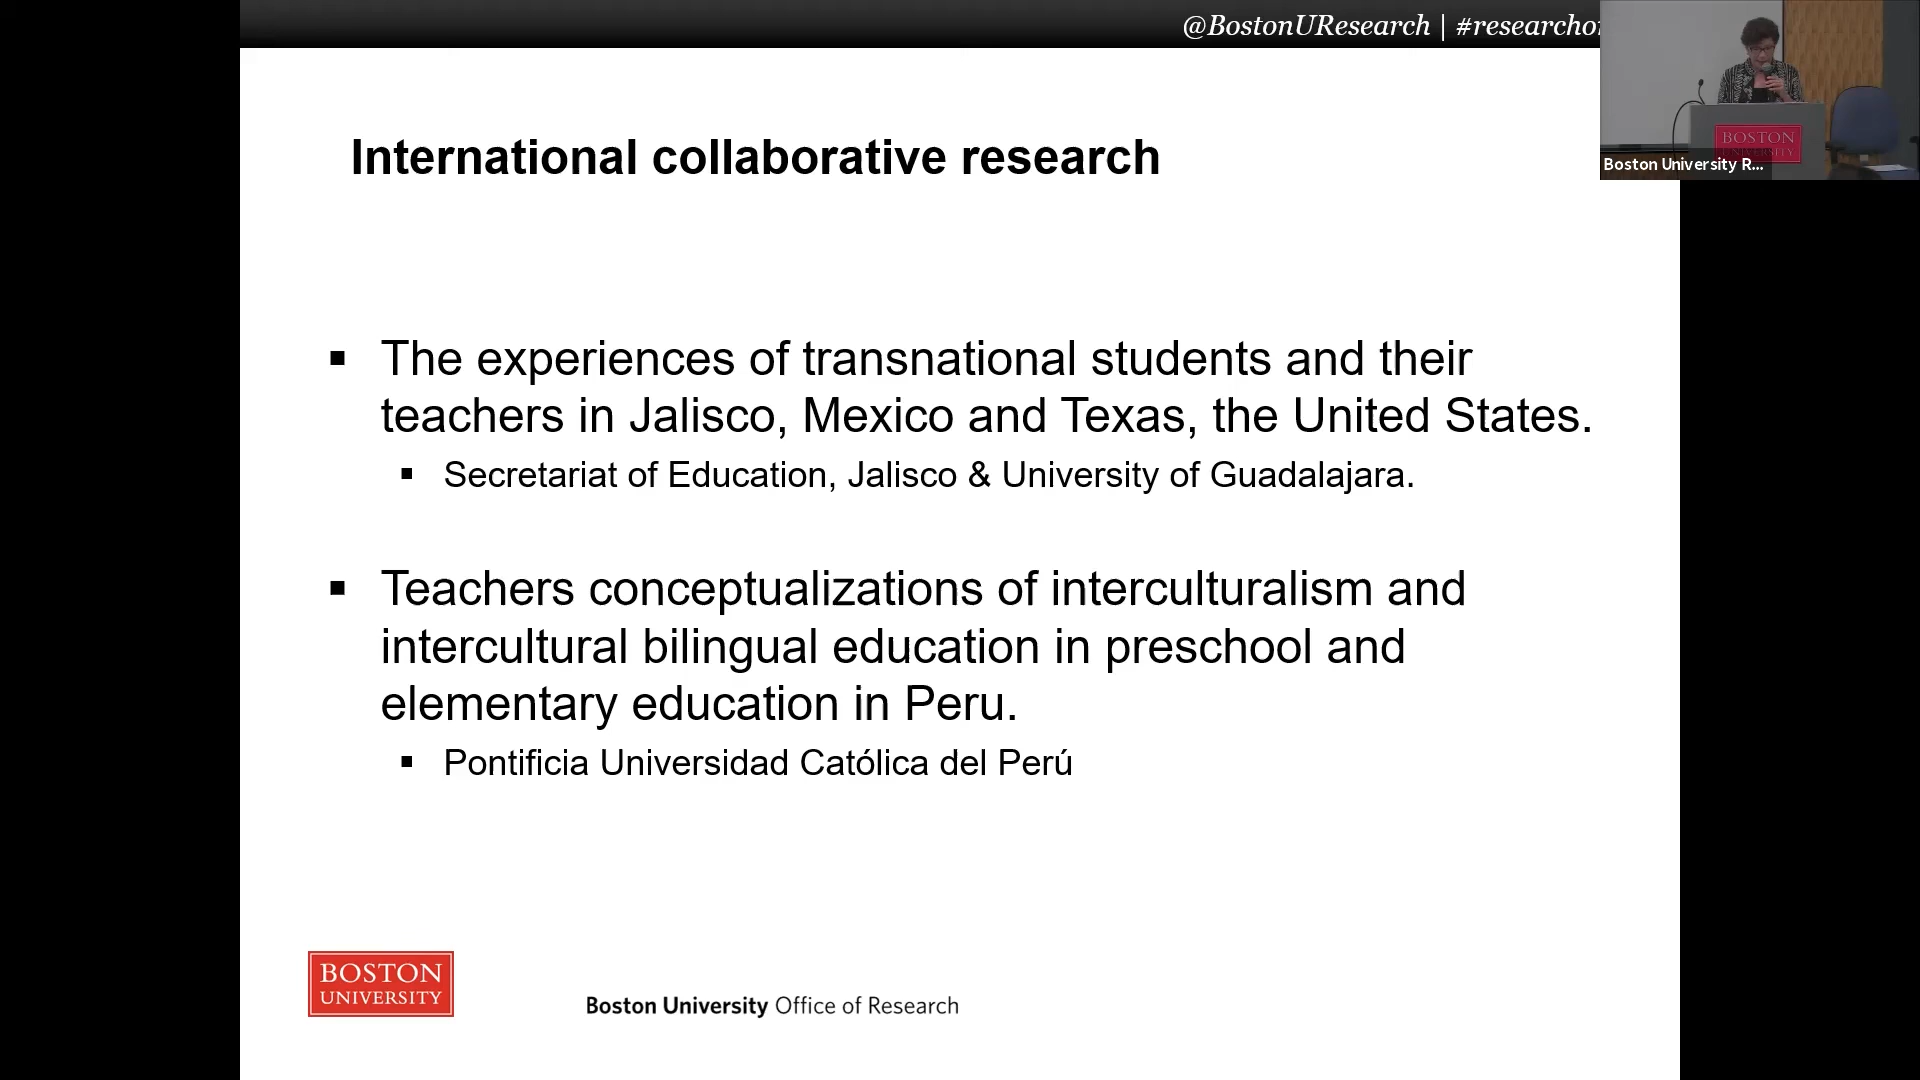 @BostonUResearch | #researcho
BOSTON
UNIVERSITY
Boston University R...
International collaborative research
▪ The experiences of transnational students and their
teachers in Jalisco, Mexico and Texas, the United States.
▪ Secretariat of Education, Jalisco & University of Guadalajara.
▪ Teachers conceptualizations of interculturalism and
intercultural bilingual education in preschool and
elementary education in Peru.
▪ Pontificia Universidad Católica del Perú
BOSTON
UNIVERSITY
Boston University Office of Research